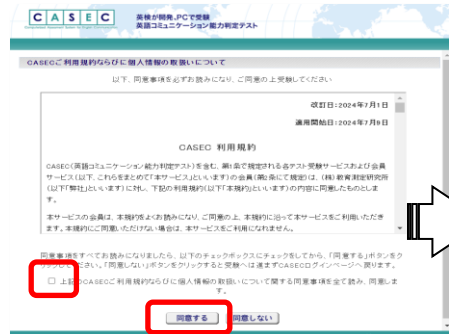 CASEC
英検が開発、PCで受験
英語コミュニケーション能力判定テスト
CASECご利用規約ならびに個人情報の取扱いについて
以下、同意事項を必ずお読みになり、ご同意の上受験してください
改訂日:2024年7月1日
適用開始日:2024年7月9日
CASEC 利用規約
CASEC(英語コミュニケーション能力判定テスト)を含む、第1条で規定される各テスト受験サービスおよび会員
サービス(以下、これらをまとめて「本サービス」といいます)の会員(第2条にて規定)は、(株)教育測定研究所
(以下「弊社」といいます)に対し、下記の利用規約(以下「本規約」といいます)の内容に同意したものとしま
す。
本サービスの会員は、本規約をよくお読みになり、ご同意の上、本規約に沿って本サービスをご利用いただき
ます。本規約にご同意いただけない場合は、本サービスをご利用になれません。
同意事項をすべてお読みになりましたら、以下のチェックボックスにチェックをしてから、「同意する」ボタンをク
リックしてください。「同意しない」ボタンをクリックすると受験へは進まずCASECログインページへ戻ります。
上記のCASECご利用規約ならびに個人情報の取扱いについて関する同意事項を全て読み、同意しま
す。
同意する 同意しない